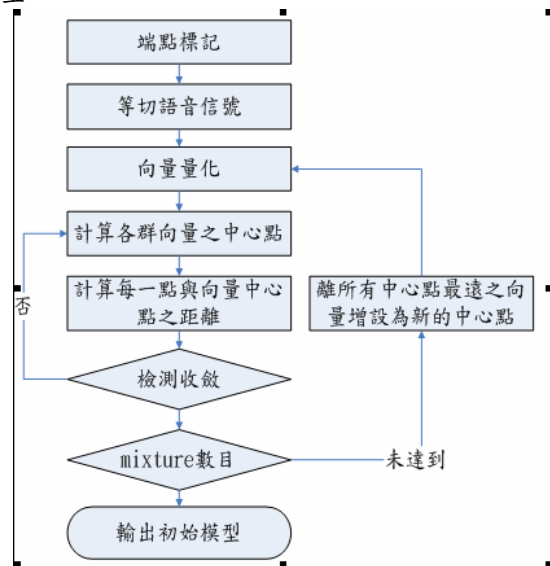 端點標記
等切語音信號
向量量化
計算各群向量之中心點
計算每一點與向量中心
點之距離
離所有中心點最遠之向
量增設為新的中心點
否
檢測收斂
mixture數目
未達到
輸出初始模型